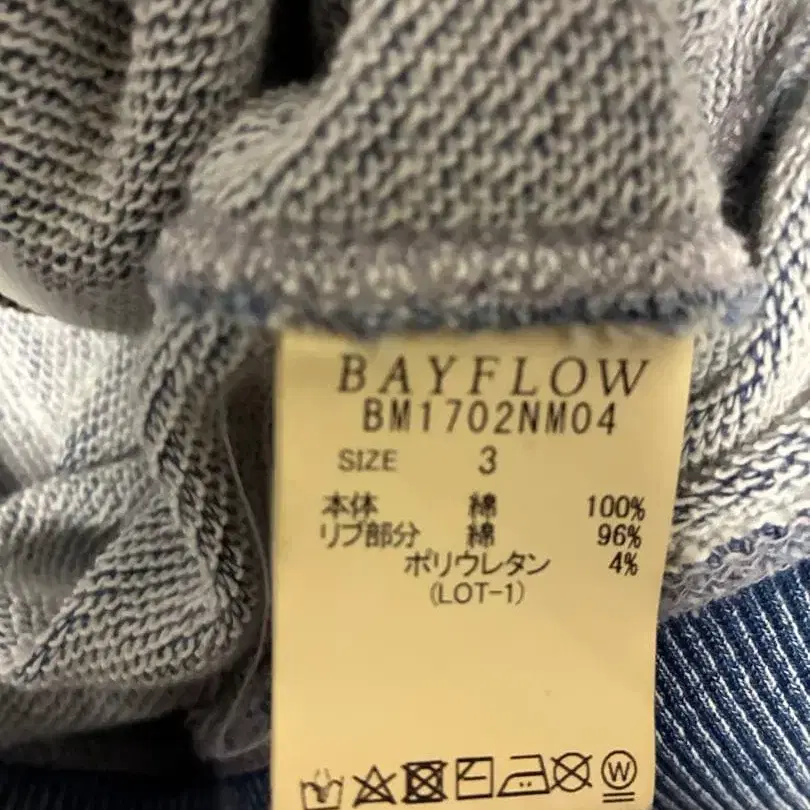 BAYFLOW
BM1702NM04
SIZE 3
本体 綿 100%
リブ部分 綿 96%
ポリウレタン 4%
(LOT-1)
W